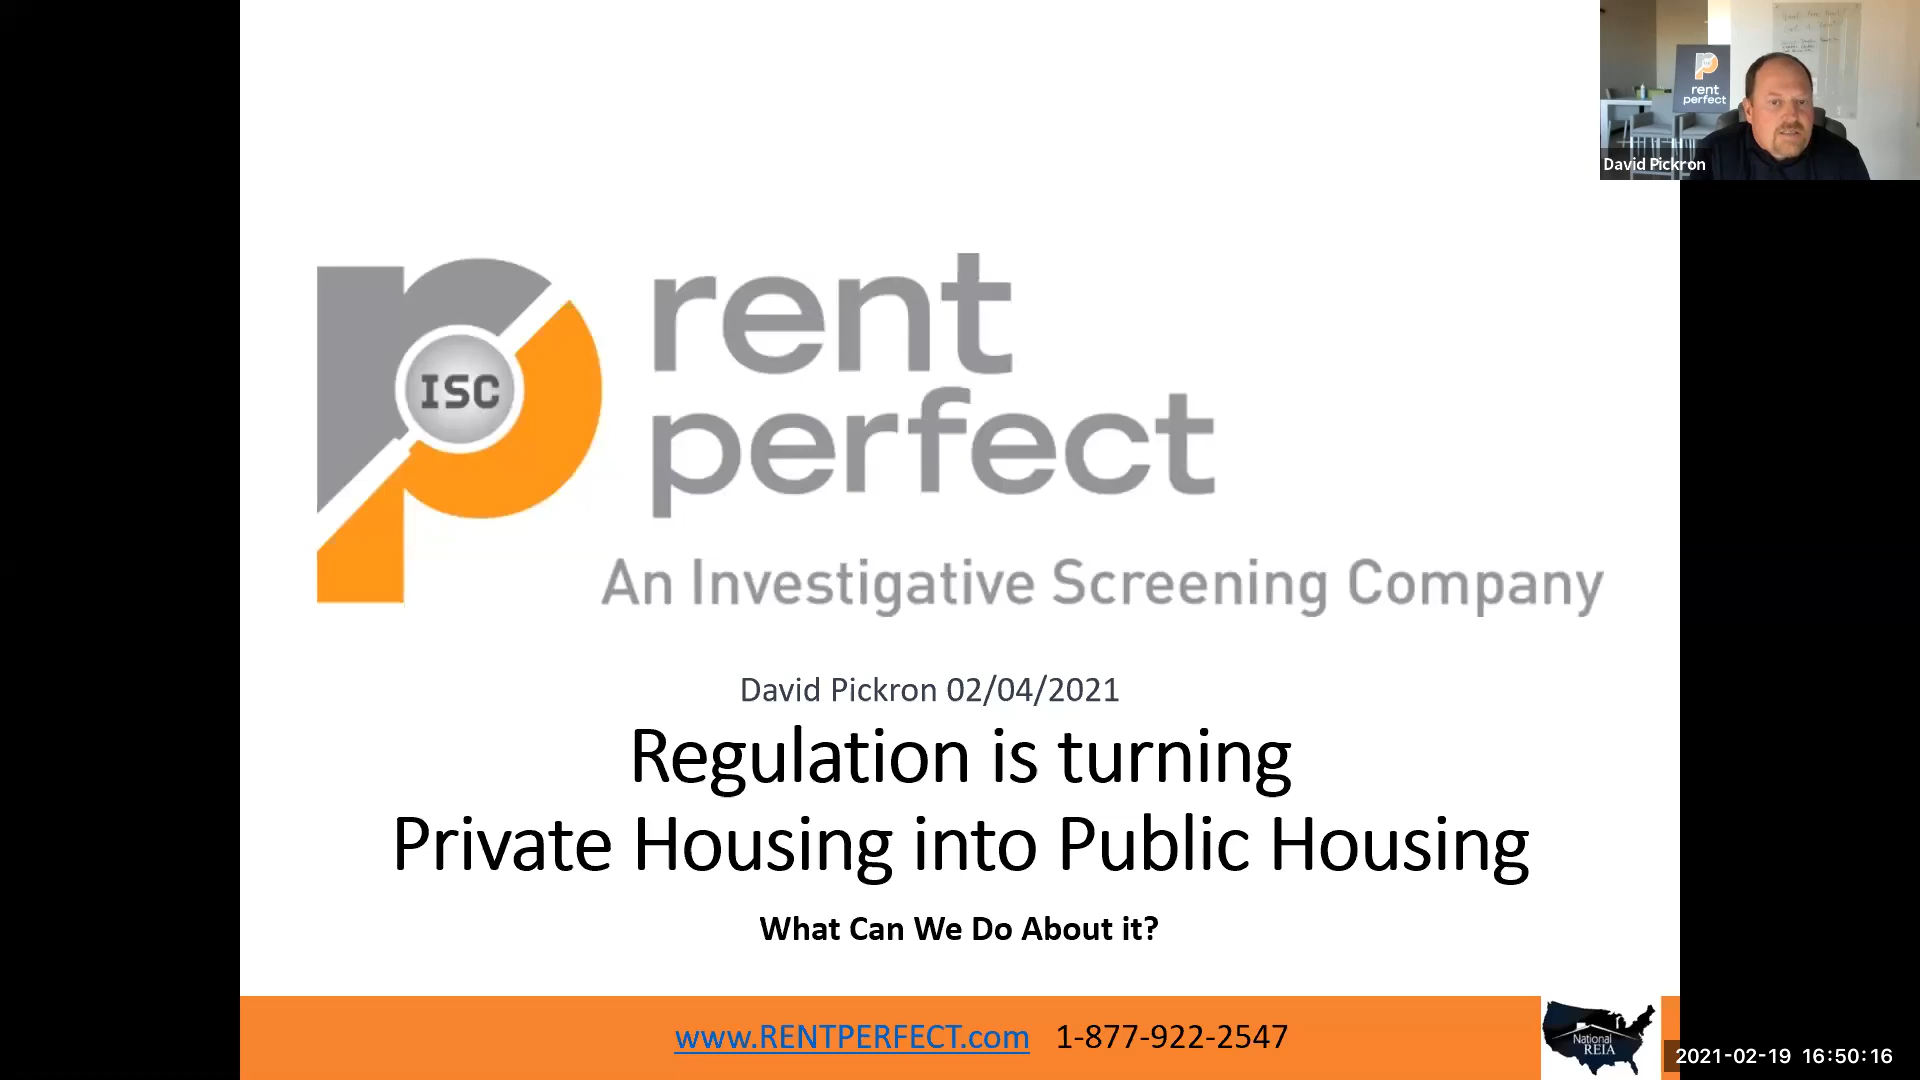 rent
perfect
David Pickron
ISC
rent
perfect
An Investigative Screening Company
David Pickron 02/04/2021
Regulation is turning
Private Housing into Public Housing
What Can We Do About it?
www.RENTPERFECT.com 1-877-922-2547
National
REIA
2021-02-19 16:50:16